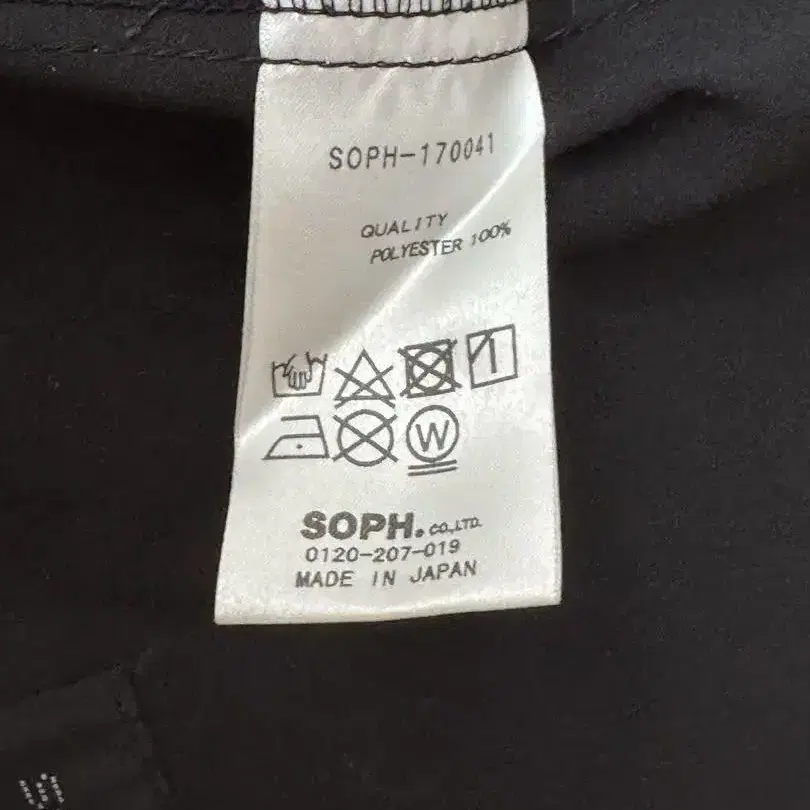 SOPH-170041
QUALITY
POLYESTER 100%
W
SOPH. CO.,LTD.
0120-207-019
MADE IN JAPAN